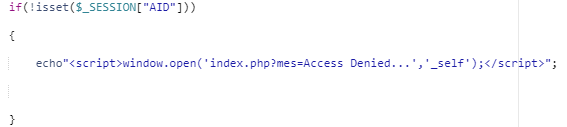 if(!isset($_SESSION["AID"]))
{
echo"<script>window.open('index.php?mes=Access Denied...','_self');</script>";
}